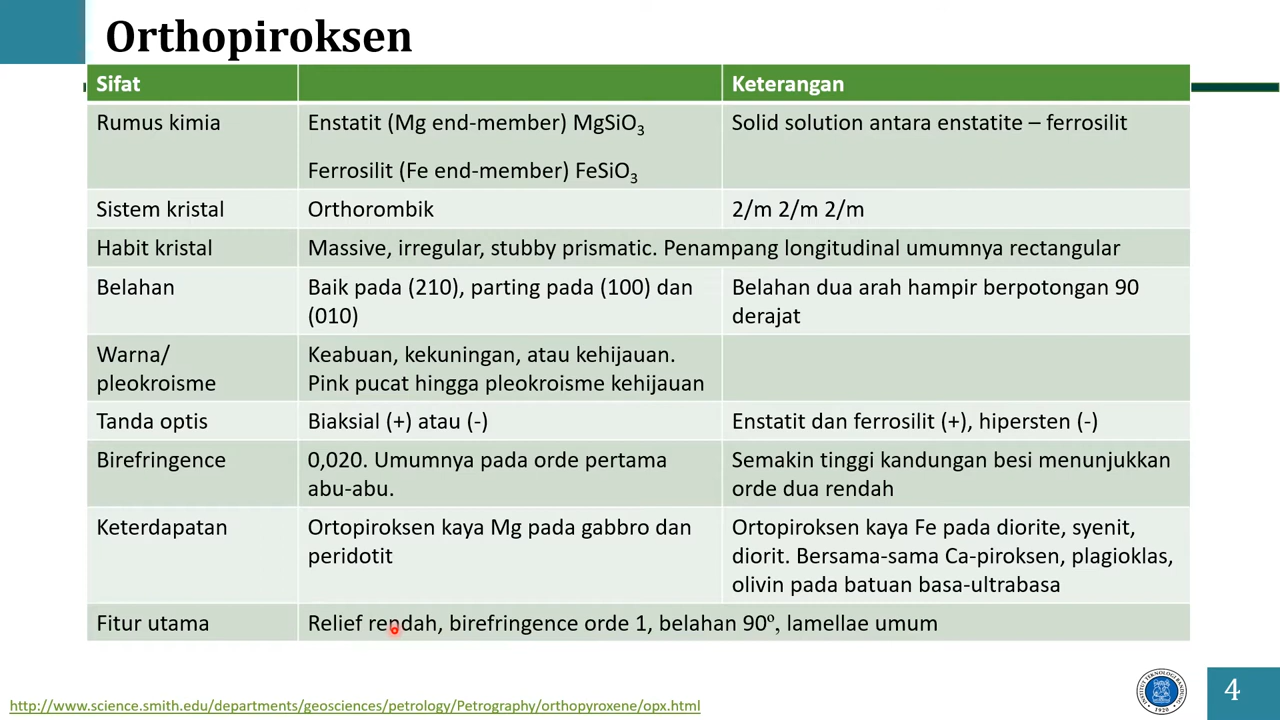 Orthopiroksen
Sifat
Keterangan
Rumus kimia
Enstatit (Mg end-member) MgSiO₃
Ferrosilit (Fe end-member) FeSiO₃
Solid solution antara enstatite – ferrosilit
Sistem kristal
Orthorombik
2/m 2/m 2/m
Habit kristal
Massive, irregular, stubby prismatic. Penampang longitudinal umumnya rectangular
Belahan
Baik pada (210), parting pada (100) dan
(010)
Belahan dua arah hampir berpotongan 90
derajat
Warna/
pleokroisme
Keabuan, kekuningan, atau kehijauan.
Pink pucat hingga pleokroisme kehijauan
Tanda optis
Biaksial (+) atau (-)
Enstatit dan ferrosilit (+), hipersten (-)
Birefringence
0,020. Umumnya pada orde pertama
abu-abu.
Semakin tinggi kandungan besi menunjukkan
orde dua rendah
Keterdapatan
Ortopiroksen kaya Mg pada gabbro dan
peridotit
Ortopiroksen kaya Fe pada diorite, syenit,
diorit. Bersama-sama Ca-piroksen, plagioklas,
olivin pada batuan basa-ultrabasa
Fitur utama
Relief rendah, birefringence orde 1, belahan 90º, lamellae umum
http://www.science.smith.edu/departments/geosciences/petrology/Petrography/orthopyroxene/opx.html
INSTITUT TEKNOLOGI BANDUNG
1920
4